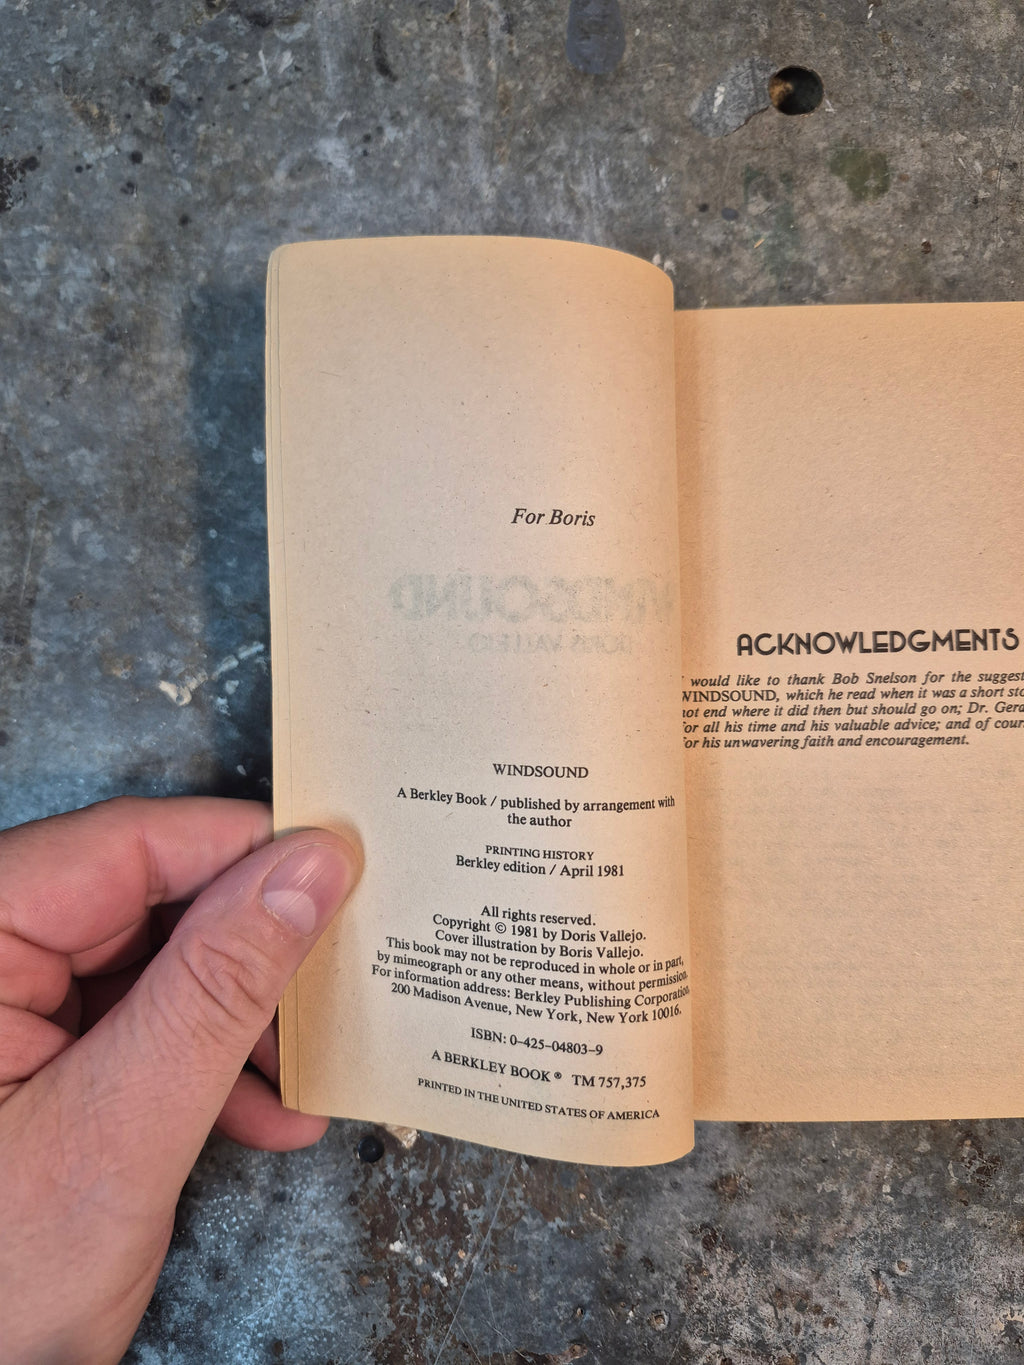 For Boris
WINDSOUND
DORIS VALLEJO
WINDSOUND
A Berkley Book / published by arrangement with
the author
PRINTING HISTORY
Berkley edition / April 1981
All rights reserved.
Copyright © 1981 by Doris Vallejo.
Cover illustration by Boris Vallejo.
This book may not be reproduced in whole or in part,
by mimeograph or any other means, without permission.
For information address: Berkley Publishing Corporation,
200 Madison Avenue, New York, New York 10016.
ISBN: 0-425-04803-9
A BERKLEY BOOK ® TM 757,375
PRINTED IN THE UNITED STATES OF AMERICA
ACKNOWLEDGMENTS
I would like to thank Bob Snelson for the
WINDSOUND, which he read when it was a short
not end where it did then but should go on; Dr.
for all his time and his valuable advice; and of
for his unwavering faith and encouragement.